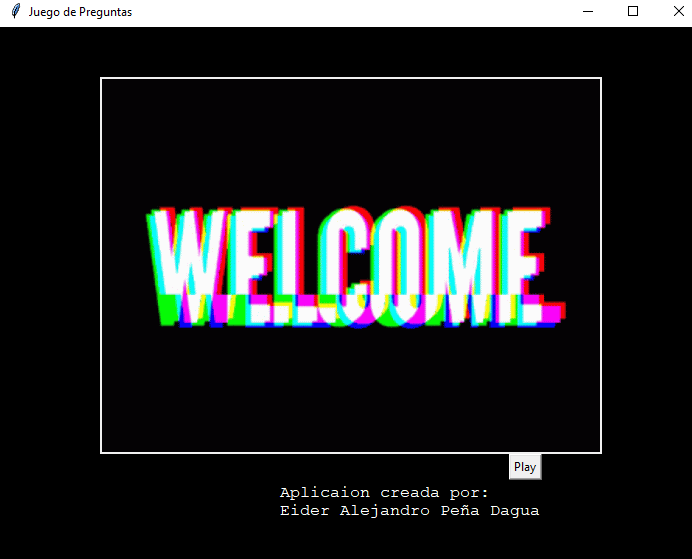 Juego de Preguntas
WELCOME
Play
Aplicaion creada por:
Eider Alejandro Peña Dagua